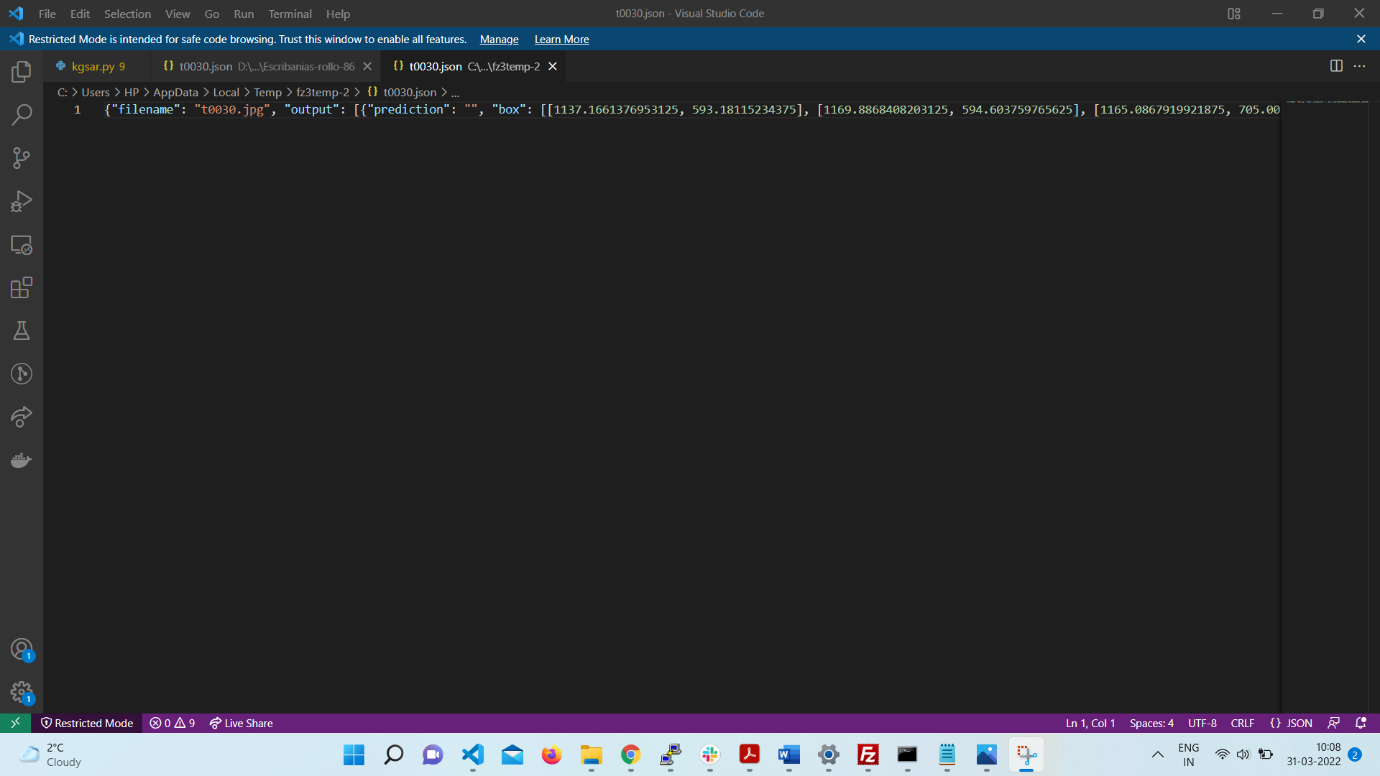 File Edit Selection View Go Run Terminal Help t0030.json - Visual Studio Code
Restricted Mode is intended for safe code browsing. Trust this window to enable all features. Manage Learn More
kgsar.py 9 {} t0030.json D:\...\Escribanias-rollo-86 {} t0030.json C:\...\fz3temp-2
C: > Users > HP > AppData > Local > Temp > fz3temp-2 > {} t0030.json > ...
1 {"filename": "t0030.jpg", "output": [{"prediction": "", "box": [[1137.1661376953125, 593.18115234375], [1169.8868408203125, 594.603759765625], [1165.0867919921875, 705.00
1
1
Restricted Mode 0 9 Live Share Ln 1, Col 1 Spaces: 4 UTF-8 CRLF {} JSON
2°C
Cloudy
W
Fz
ENG
IN
10:08
31-03-2022
2